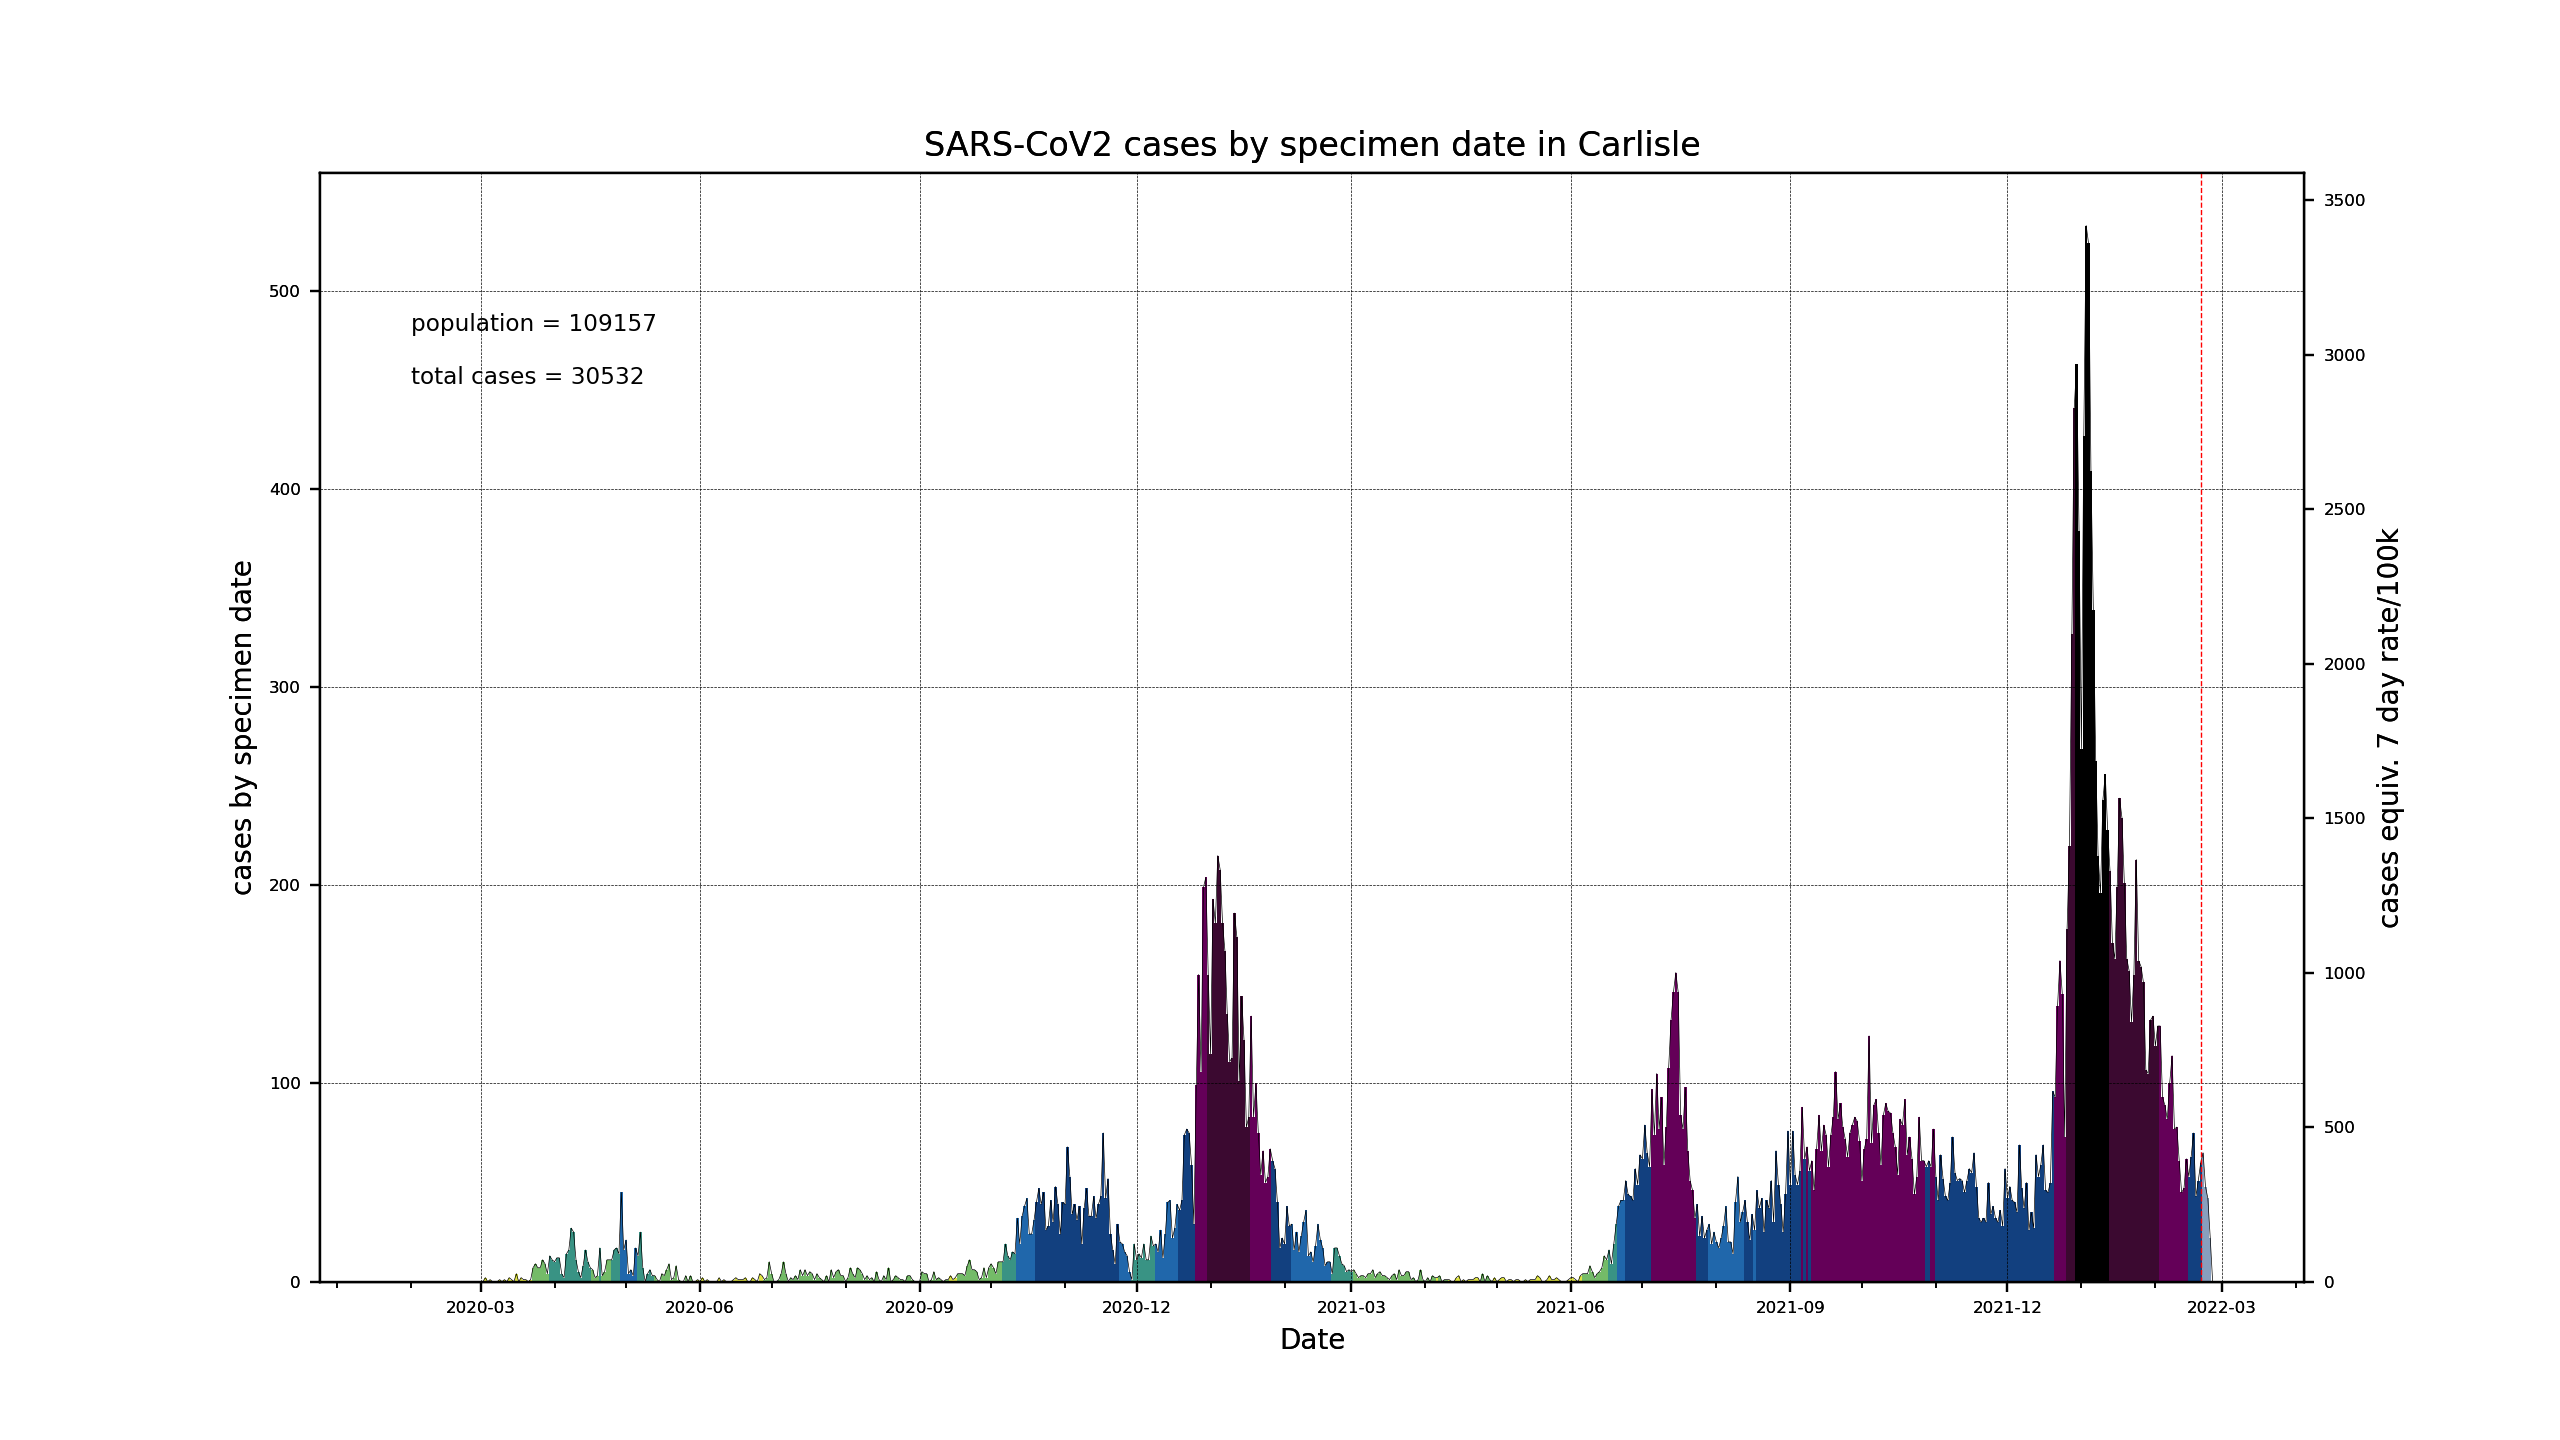 SARS-CoV2 cases by specimen date in Carlisle
population = 109157
total cases = 30532
cases by specimen date
500
400
300
200
100
0
3500
3000
2500
2000
1500
1000
500
0
cases equiv. 7 day rate/100k
2020-03 2020-06 2020-09 2020-12 2021-03 2021-06 2021-09 2021-12 2022-03
Date